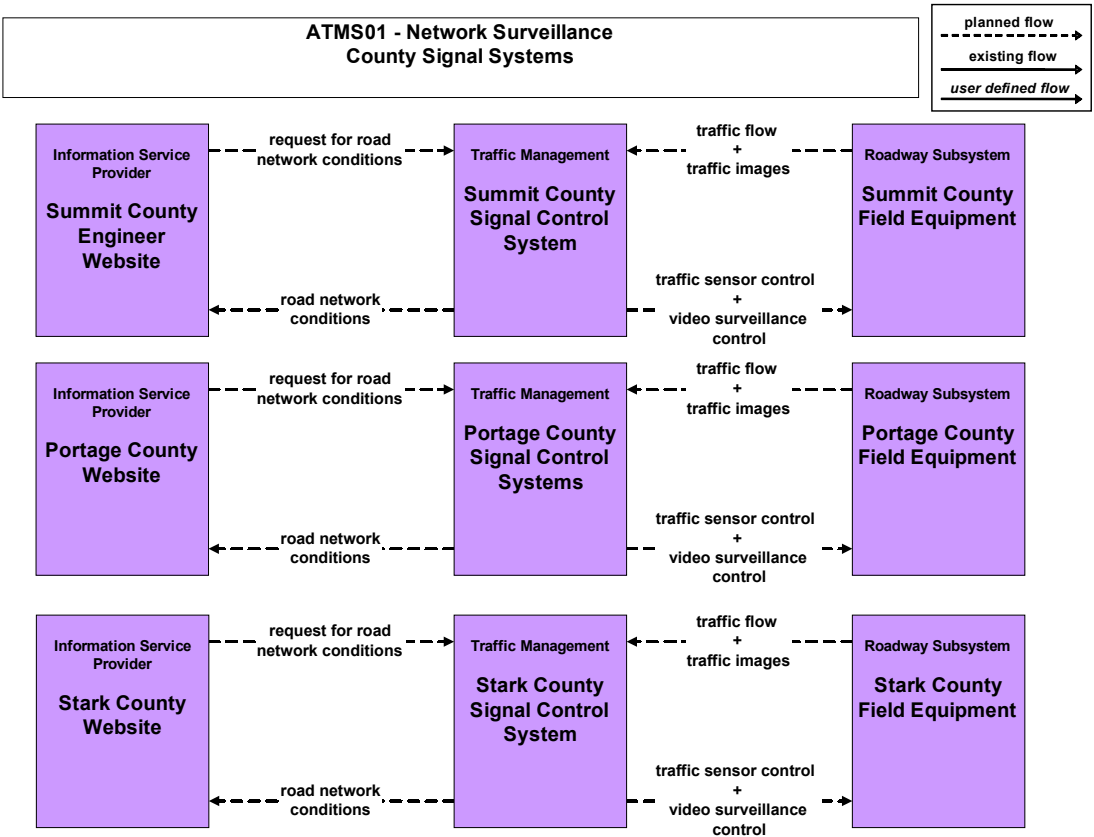 ATMS01 - Network Surveillance
County Signal Systems
planned flow
existing flow
user defined flow
Information Service
Provider
Summit County
Engineer
Website
request for road
network conditions
road network
conditions
Traffic Management
Summit County
Signal Control
System
traffic flow
+
traffic images
traffic sensor control
+
video surveillance
control
Roadway Subsystem
Summit County
Field Equipment
Information Service
Provider
Portage County
Website
request for road
network conditions
road network
conditions
Traffic Management
Portage County
Signal Control
Systems
traffic flow
+
traffic images
traffic sensor control
+
video surveillance
control
Roadway Subsystem
Portage County
Field Equipment
Information Service
Provider
Stark County
Website
request for road
network conditions
road network
conditions
Traffic Management
Stark County
Signal Control
System
traffic flow
+
traffic images
traffic sensor control
+
video surveillance
control
Roadway Subsystem
Stark County
Field Equipment